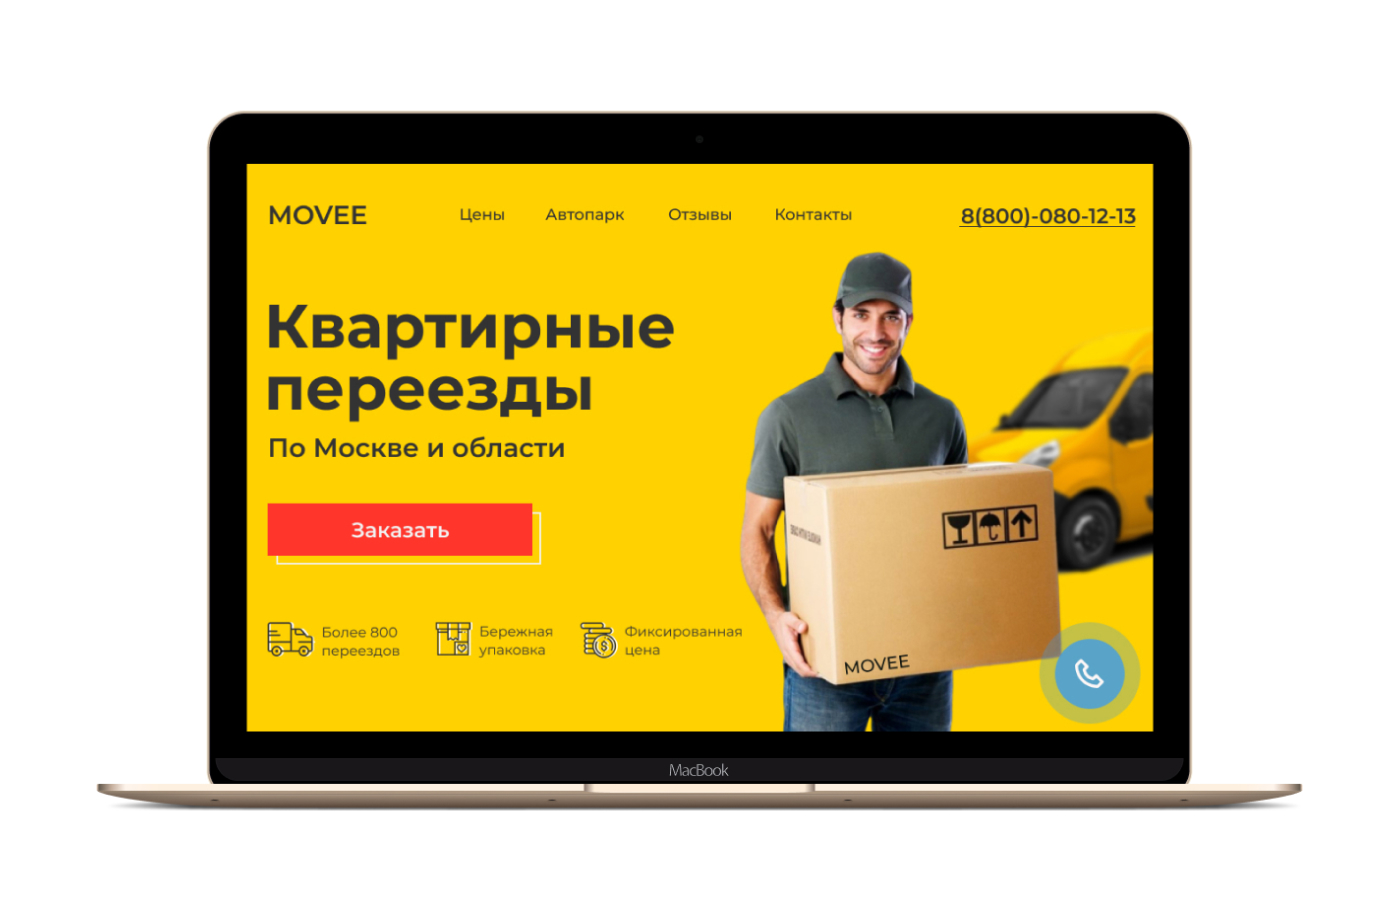 MOVEE
Цены
Автопарк
Отзывы
Контакты
8(800)-080-12-13
Квартирные
переезды
По Москве и области
Заказать
Более 800
переездов
Бережная
упаковка
Фиксированная
цена
MOVEE
MacBook